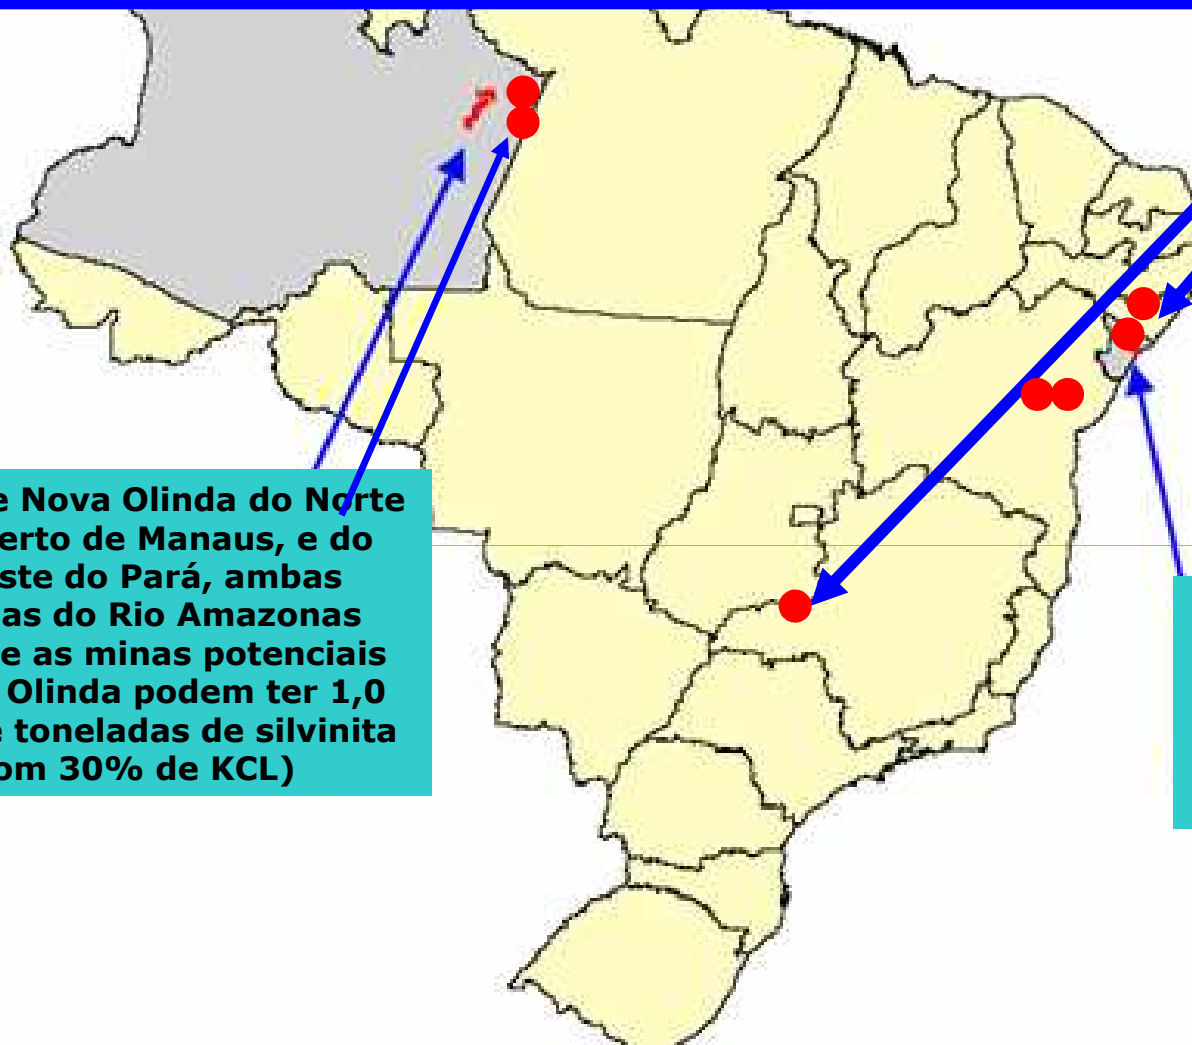 e Nova Olinda do Norte
erto de Manaus, e do
ste do Pará, ambas
as do Rio Amazonas
e as minas potenciais
Olinda podem ter 1,0
e toneladas de silvinita
om 30% de KCL)